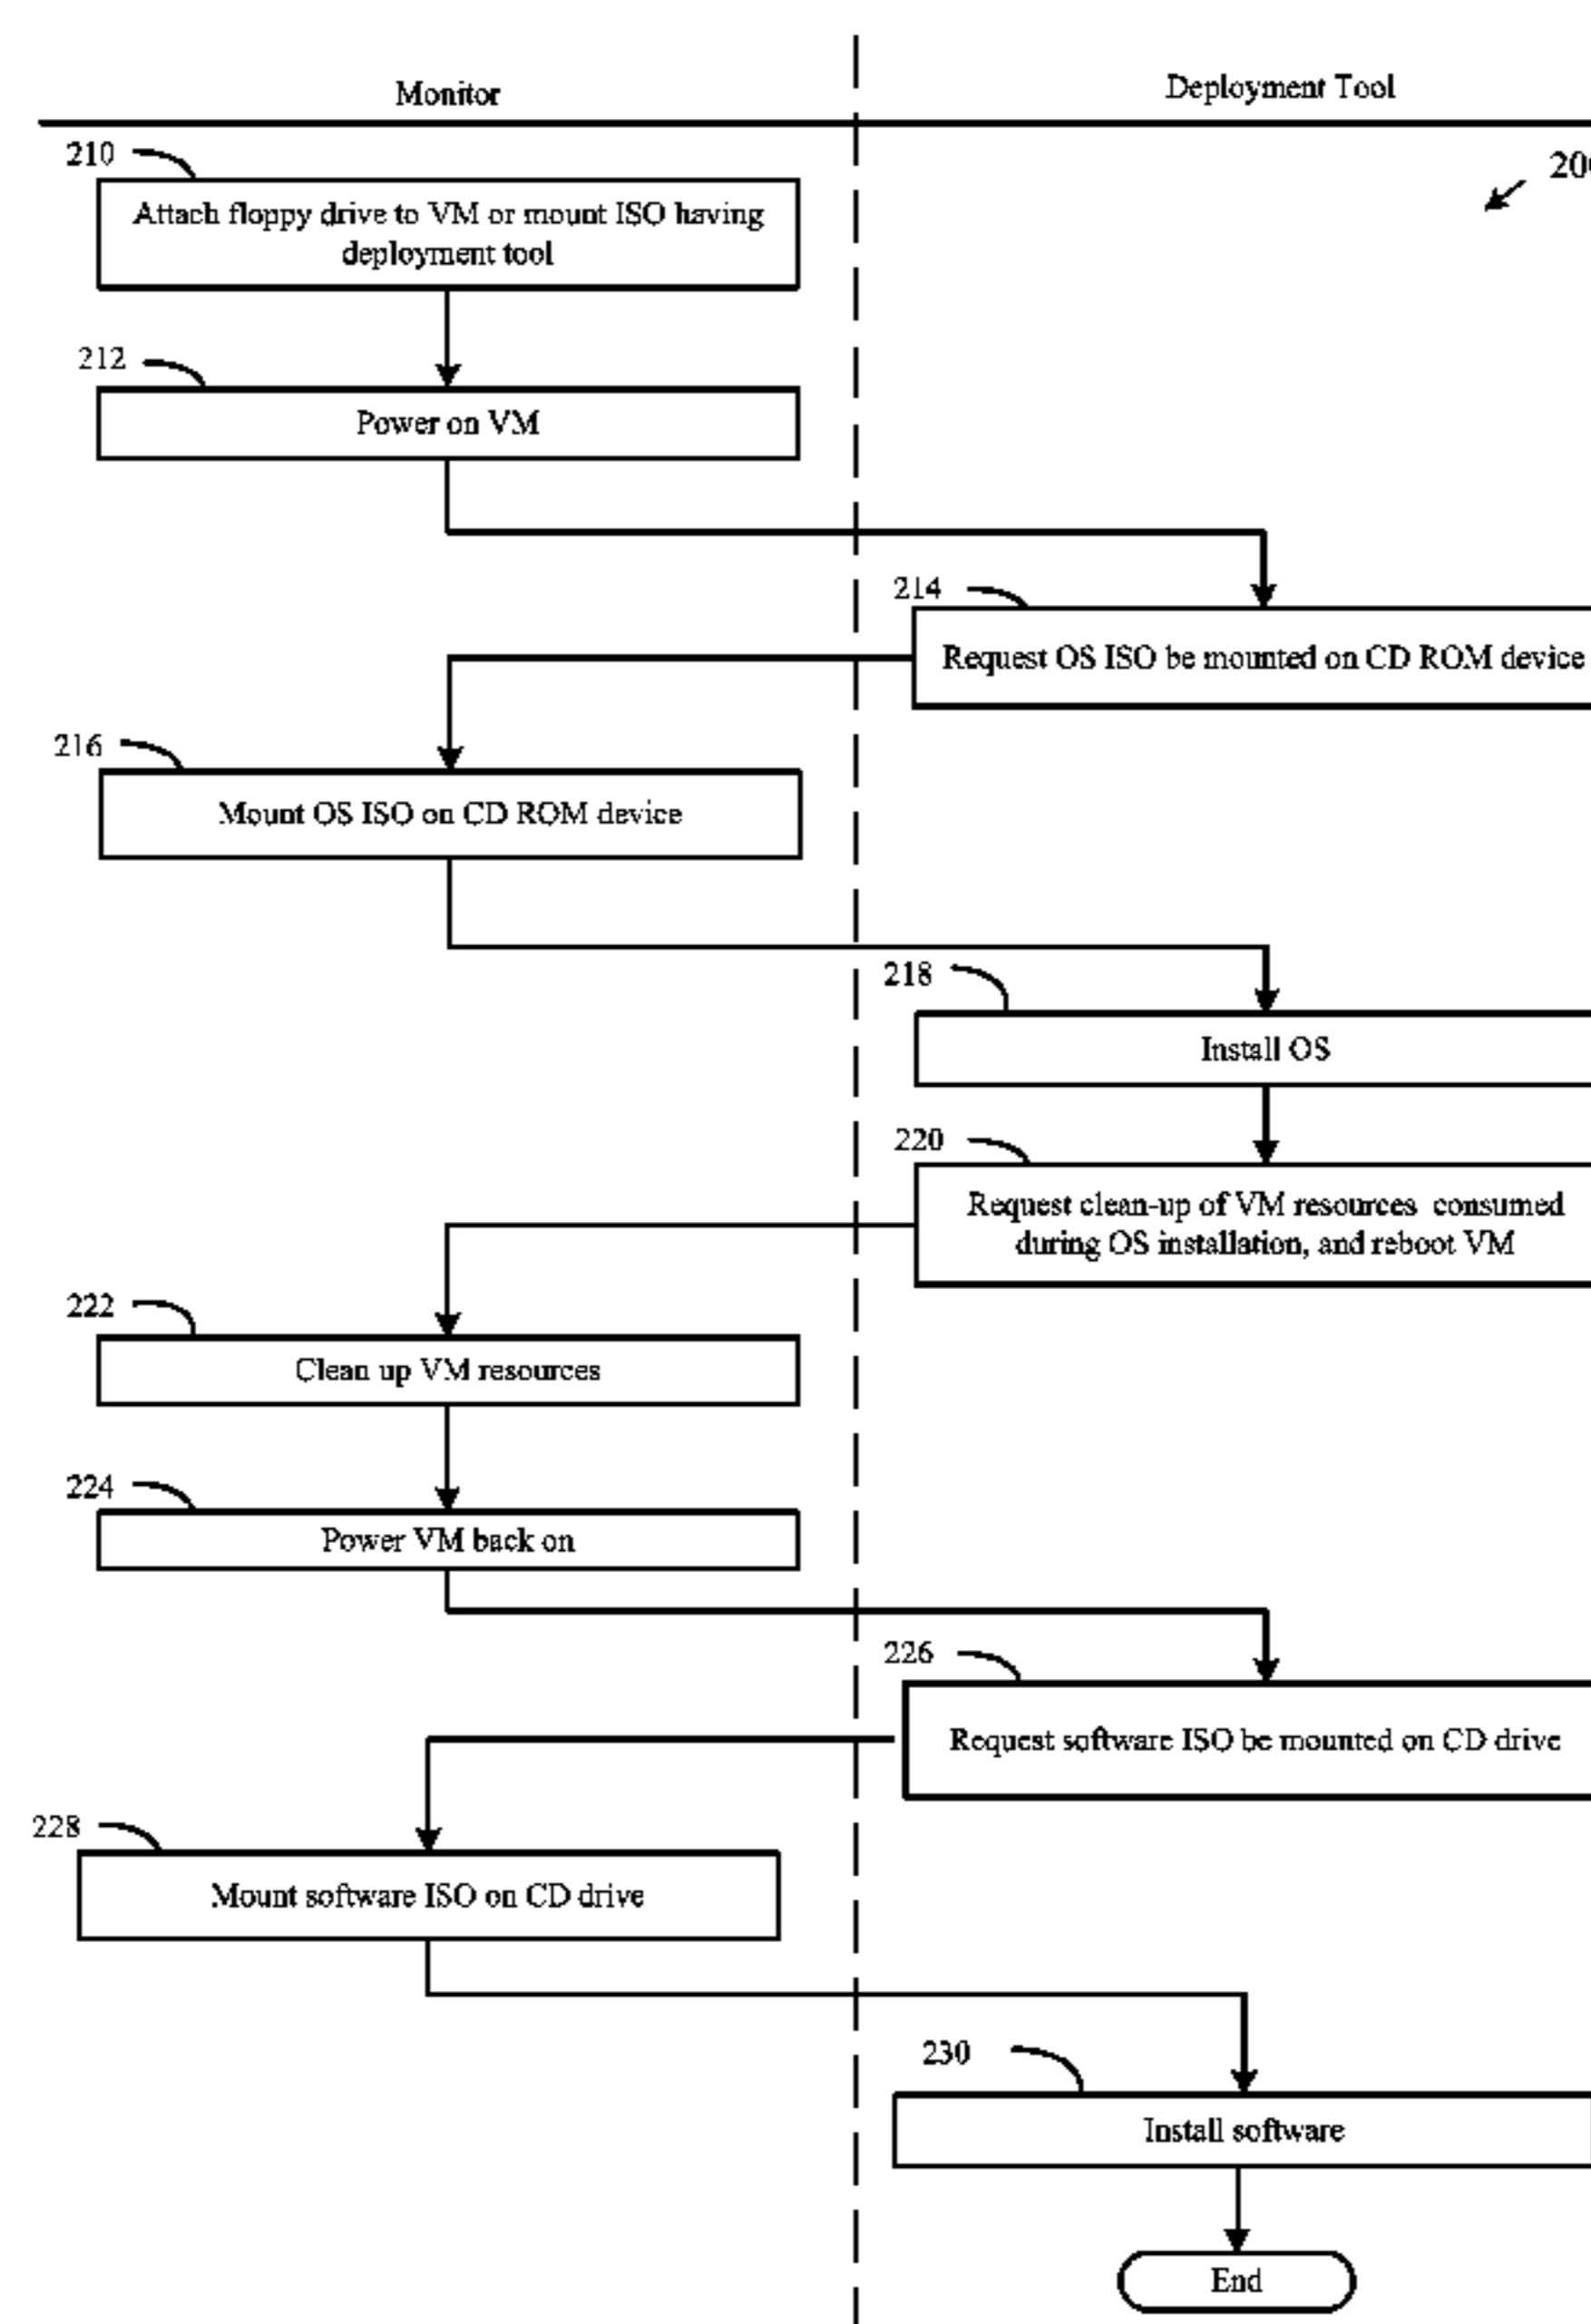 Monitor
Deployment Tool
210
Attach floppy drive to VM or mount ISO having
deployment tool
212
Power on VM
214
Request OS ISO be mounted on CD ROM device
216
Mount OS ISO on CD ROM device
218
Install OS
220
Request clean-up of VM resources consumed
during OS installation, and reboot VM
222
Clean up VM resources
224
Power VM back on
226
Request software ISO be mounted on CD drive
228
Mount software ISO on CD drive
230
Install software
End